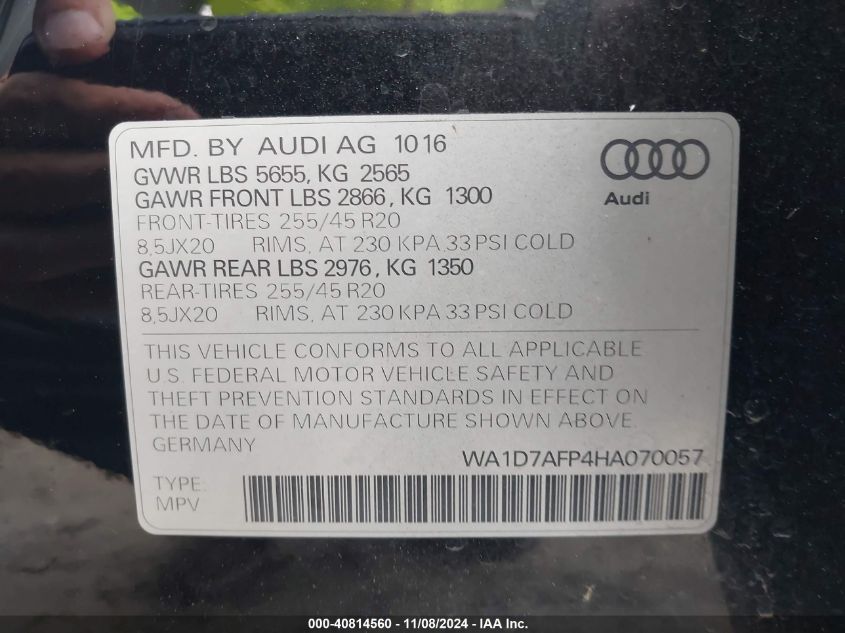 MFD. BY AUDI AG 1016
GVWR LBS 5655, KG 2565
GAWR FRONT LBS 2866, KG 1300
FRONT-TIRES 255/45 R20
8,5JX20 RIMS, AT 230 KPA,33 PSI COLD
GAWR REAR LBS 2976, KG 1350
REAR-TIRES 255/45 R20
8,5JX20 RIMS, AT 230 KPA 33 PSI COLD
Audi
THIS VEHICLE CONFORMS TO ALL APPLICABLE
U.S. FEDERAL MOTOR VEHICLE SAFETY AND
THEFT PREVENTION STANDARDS IN EFFECT ON
THE DATE OF MANUFACTURE SHOWN ABOVE.
GERMANY
WA1D7AFP4HA070057
TYPE:
MPV
000-40814560 - 11/08/2024 - WA1 Inc.